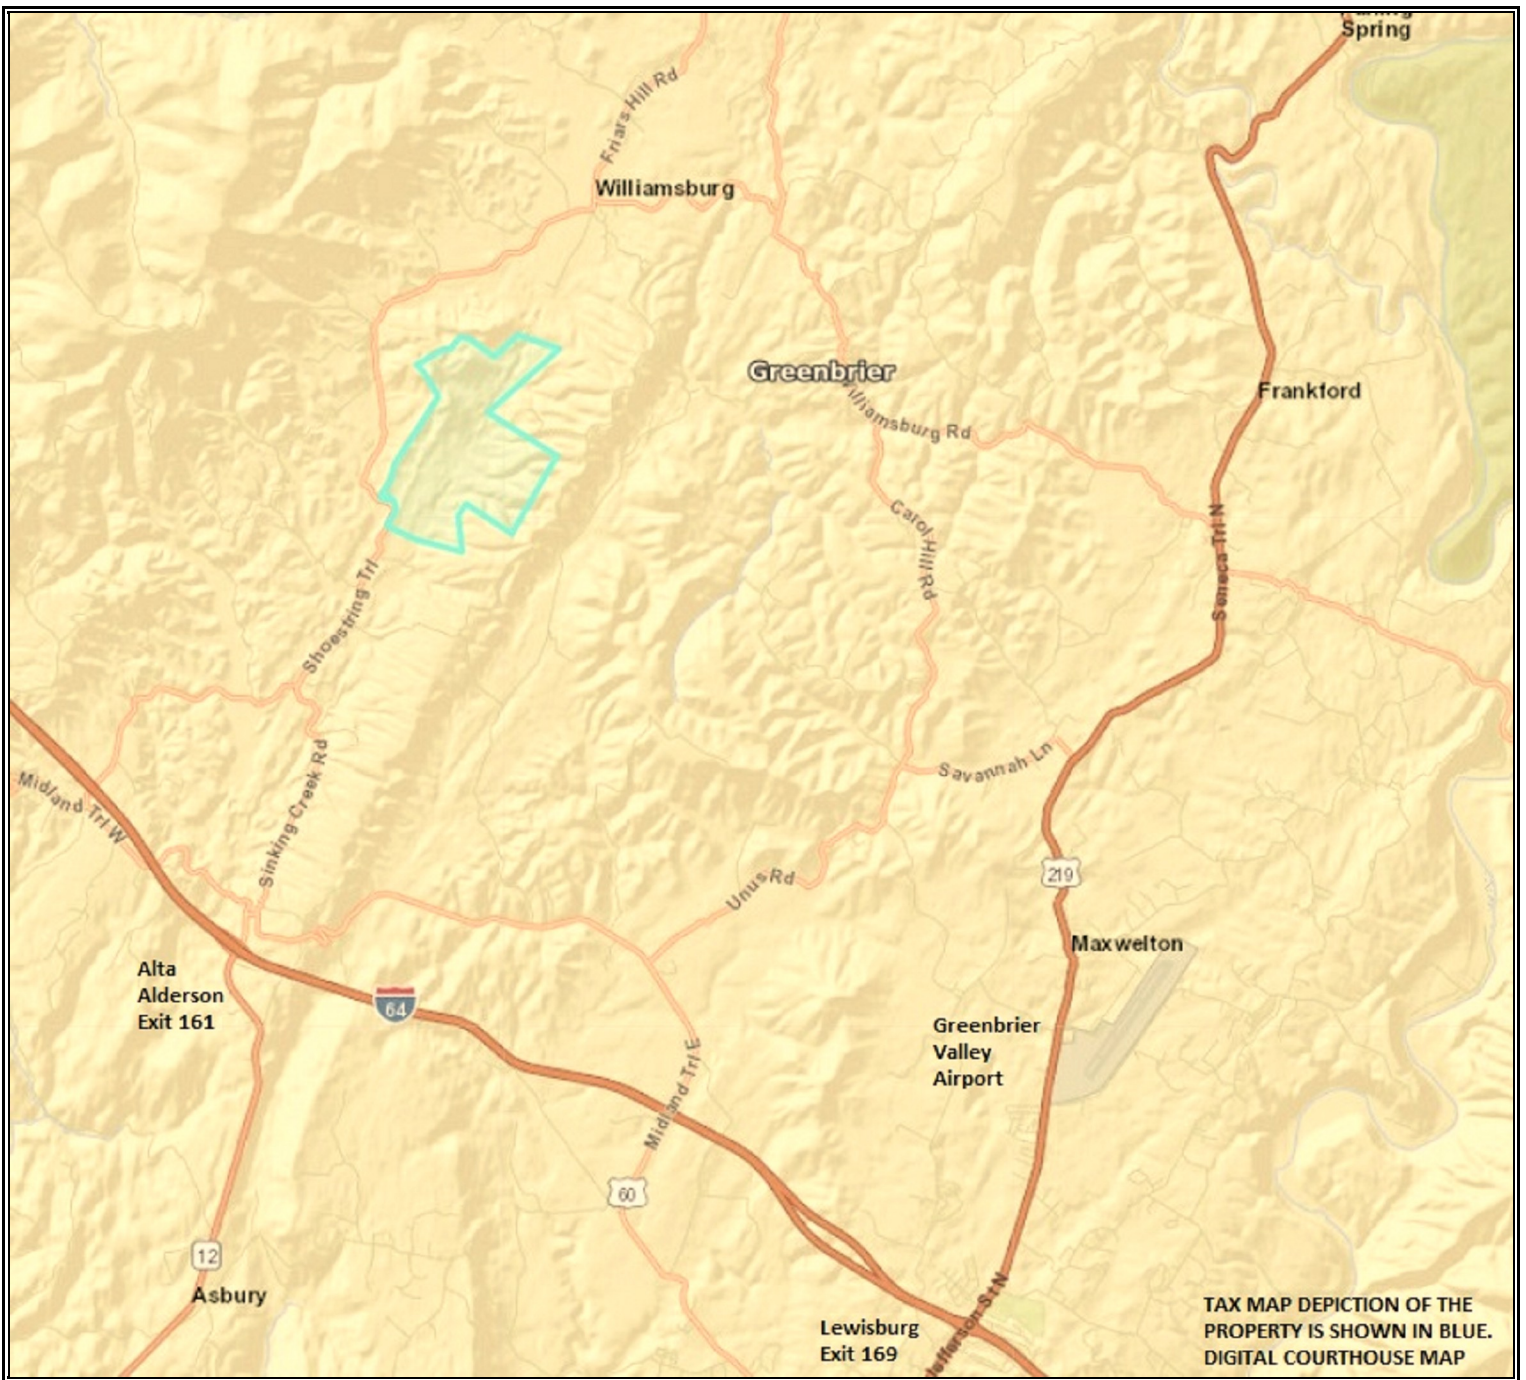 Spring
Friars Hill Rd
Williamsburg
Greenbrier
Williamsburg Rd
Frankford
Carol Hill Rd
Seneca Trl N
Shoestring Trl
Savannah Ln
Midland Trl W
Sinking Creek Rd
Unus Rd
219
Maxwelton
Alta
Alderson
Exit 161
64
Greenbrier
Valley
Airport
Midland Trl E
60
12
Asbury
Jefferson St N
Lewisburg
Exit 169
TAX MAP DEPICTION OF THE
PROPERTY IS SHOWN IN BLUE.
DIGITAL COURTHOUSE MAP